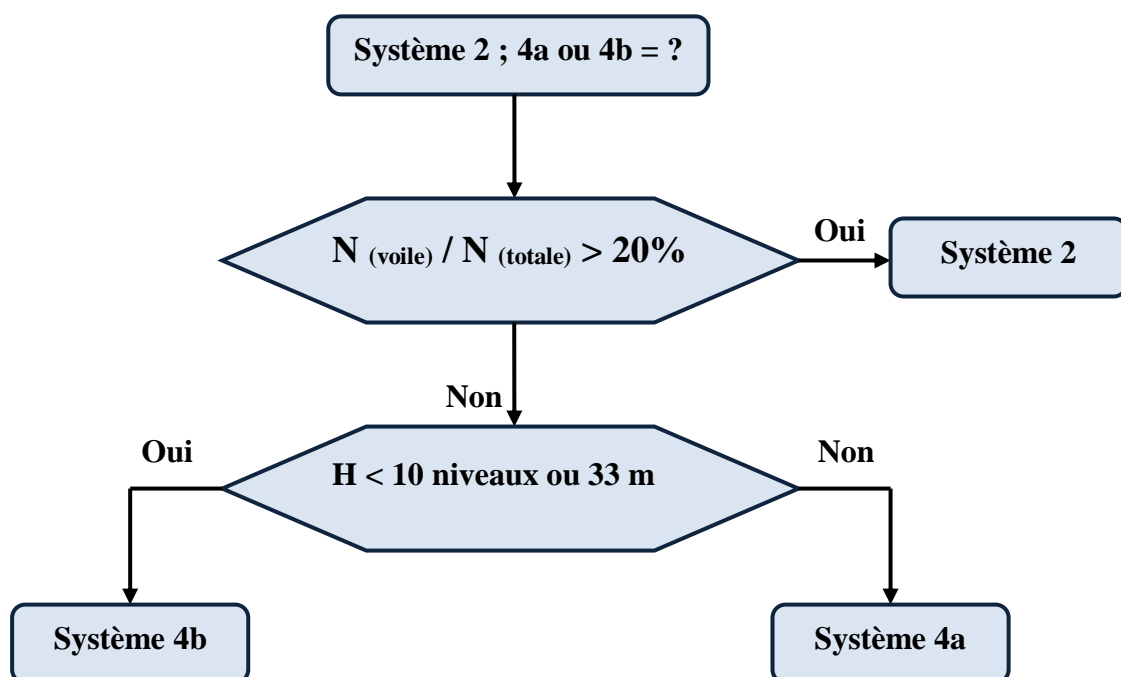 Système 2 ; 4a ou 4b = ?
N (voile) / N (totale) > 20%
Oui
Système 2
Non
Oui
H < 10 niveaux ou 33 m
Non
Système 4b
Système 4a